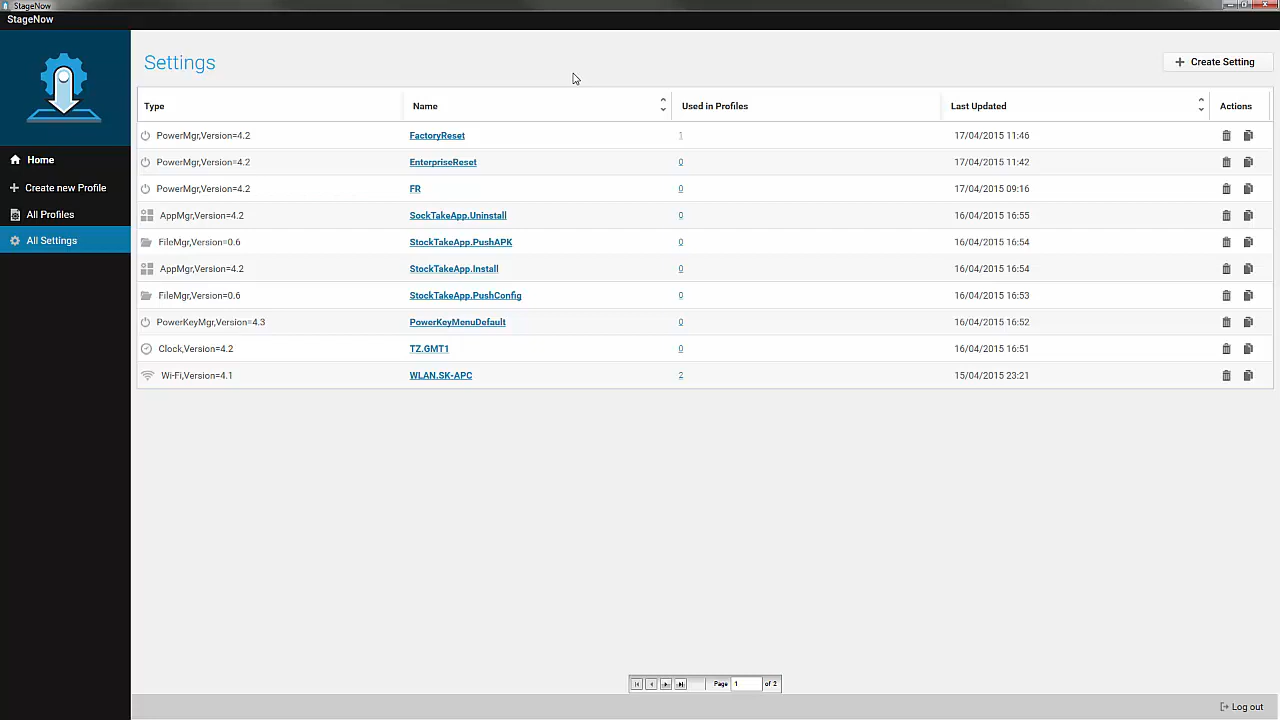 StageNow
StageNow
Settings
+ Create Setting
Type Name Used in Profiles Last Updated Actions
PowerMgr,Version=4.2 FactoryReset 1 17/04/2015 11:46
PowerMgr,Version=4.2 EnterpriseReset 0 17/04/2015 11:42
PowerMgr,Version=4.2 FR 0 17/04/2015 09:16
AppMgr,Version=4.2 SockTakeApp.Uninstall 0 16/04/2015 16:55
FileMgr,Version=0.6 StockTakeApp.PushAPK 0 16/04/2015 16:54
AppMgr,Version=4.2 StockTakeApp.Install 0 16/04/2015 16:54
FileMgr,Version=0.6 StockTakeApp.PushConfig 0 16/04/2015 16:53
PowerKeyMgr,Version=4.3 PowerKeyMenuDefault 0 16/04/2015 16:52
Clock,Version=4.2 TZ.GMT1 0 16/04/2015 16:51
Wi-Fi,Version=4.1 WLAN.SK-APC 2 15/04/2015 23:21
Home
+ Create new Profile
All Profiles
All Settings
Page 1 of 2
Log out